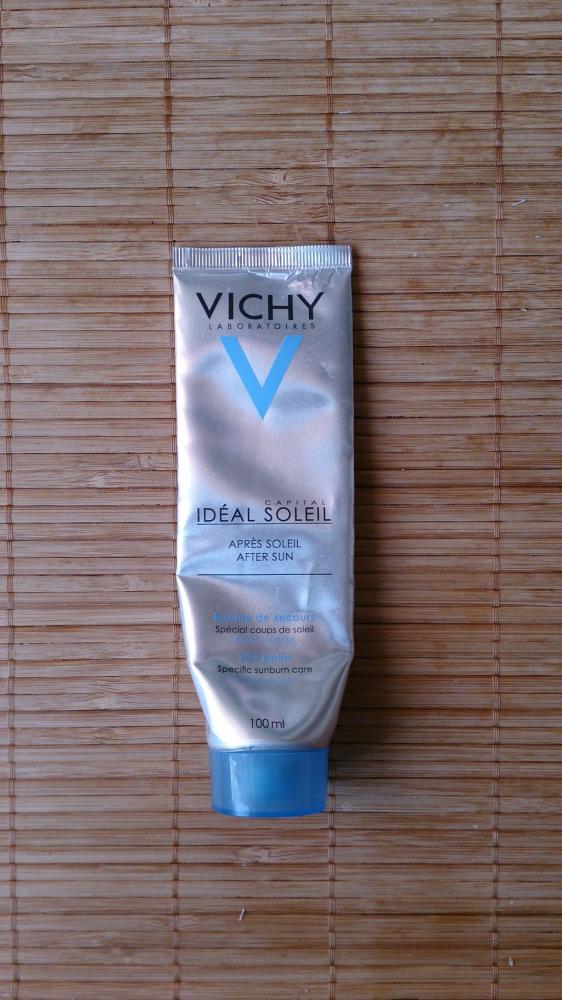 VICHY
LABORATOIRES
V
CAPITAL
IDÉAL SOLEIL
APRÈS SOLEIL
AFTER SUN
Baume de secours
Spécial coups de soleil
SOS balm
Specific sunburn care
100 ml